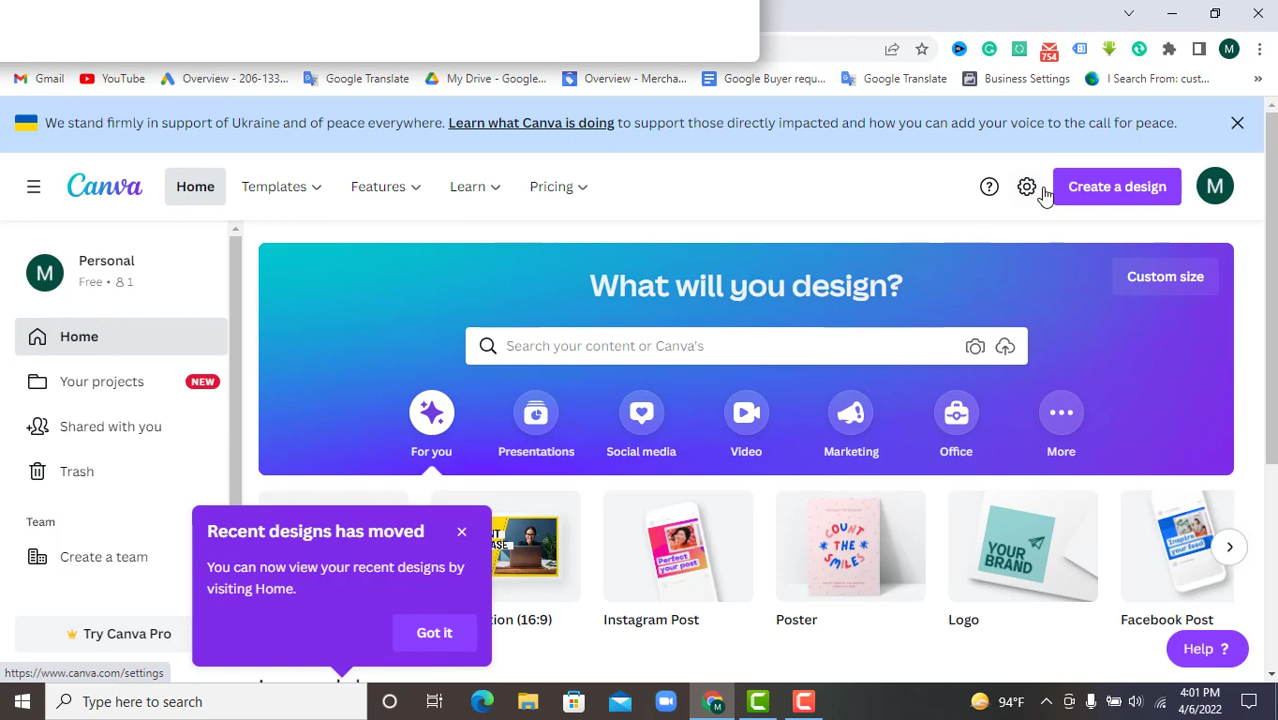 754
M
Gmail
YouTube
Overview - 206-133...
Google Translate
My Drive - Google...
Overview - Mercha...
Google Buyer requ...
Google Translate
Business Settings
I Search From: cust...
»
We stand firmly in support of Ukraine and of peace everywhere. Learn what Canva is doing to support those directly impacted and how you can add your voice to the call for peace.
Canva
Home
Templates
Features
Learn
Pricing
?
Create a design
M
M
Personal
Free • 1
Home
Your projects
NEW
Shared with you
Trash
Team
Create a team
Try Canva Pro
What will you design?
Custom size
Search your content or Canva's
For you
Presentations
Social media
Video
Marketing
Office
More
Recent designs has moved
You can now view your recent designs by
visiting Home.
Got it
Perfect
your post
COUNT
THE
SMILES
YOUR
BRAND
Inspire
your feed
tion (16:9)
Instagram Post
Poster
Logo
Facebook Post
Help ?
https://www.canva.com/settings
Type here to search
M
94°F
4:01 PM
4/6/2022